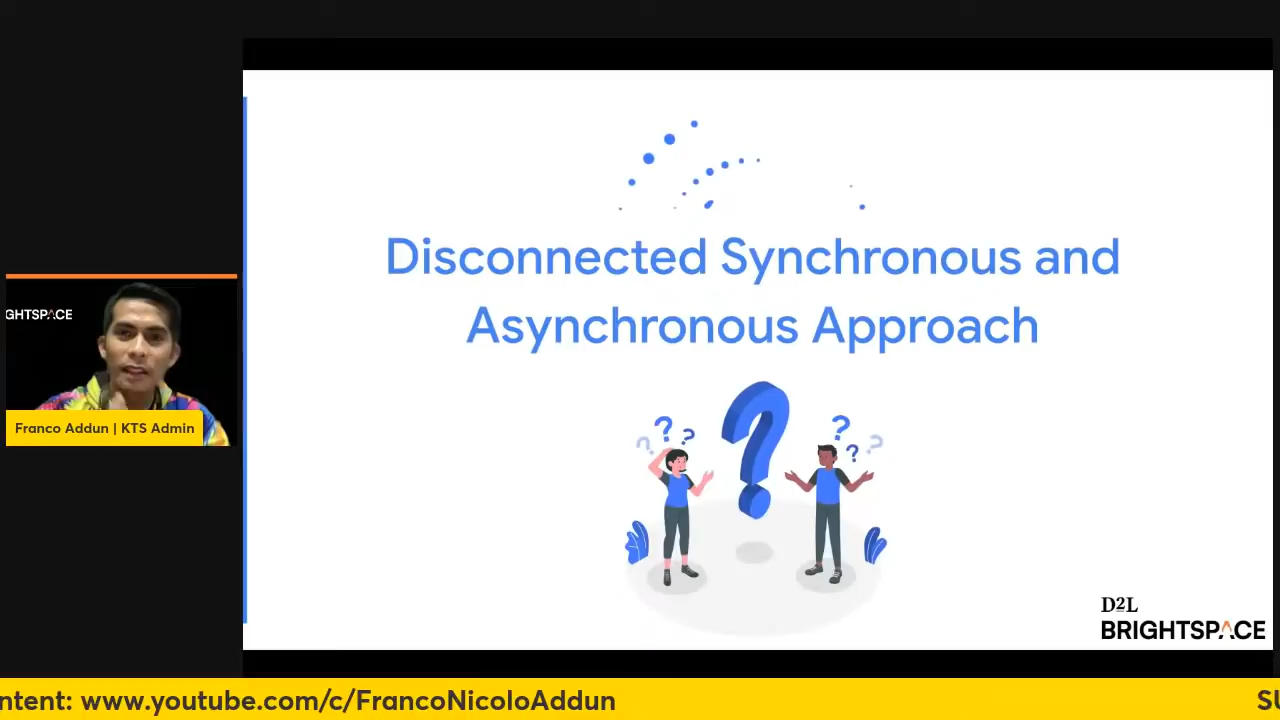 Disconnected Synchronous and
Asynchronous Approach
GHTSPACE
Franco Addun | KTS Admin
D2L
BRIGHTSPACE
ntent: www.youtube.com/c/FrancoNicoloAddun
SU